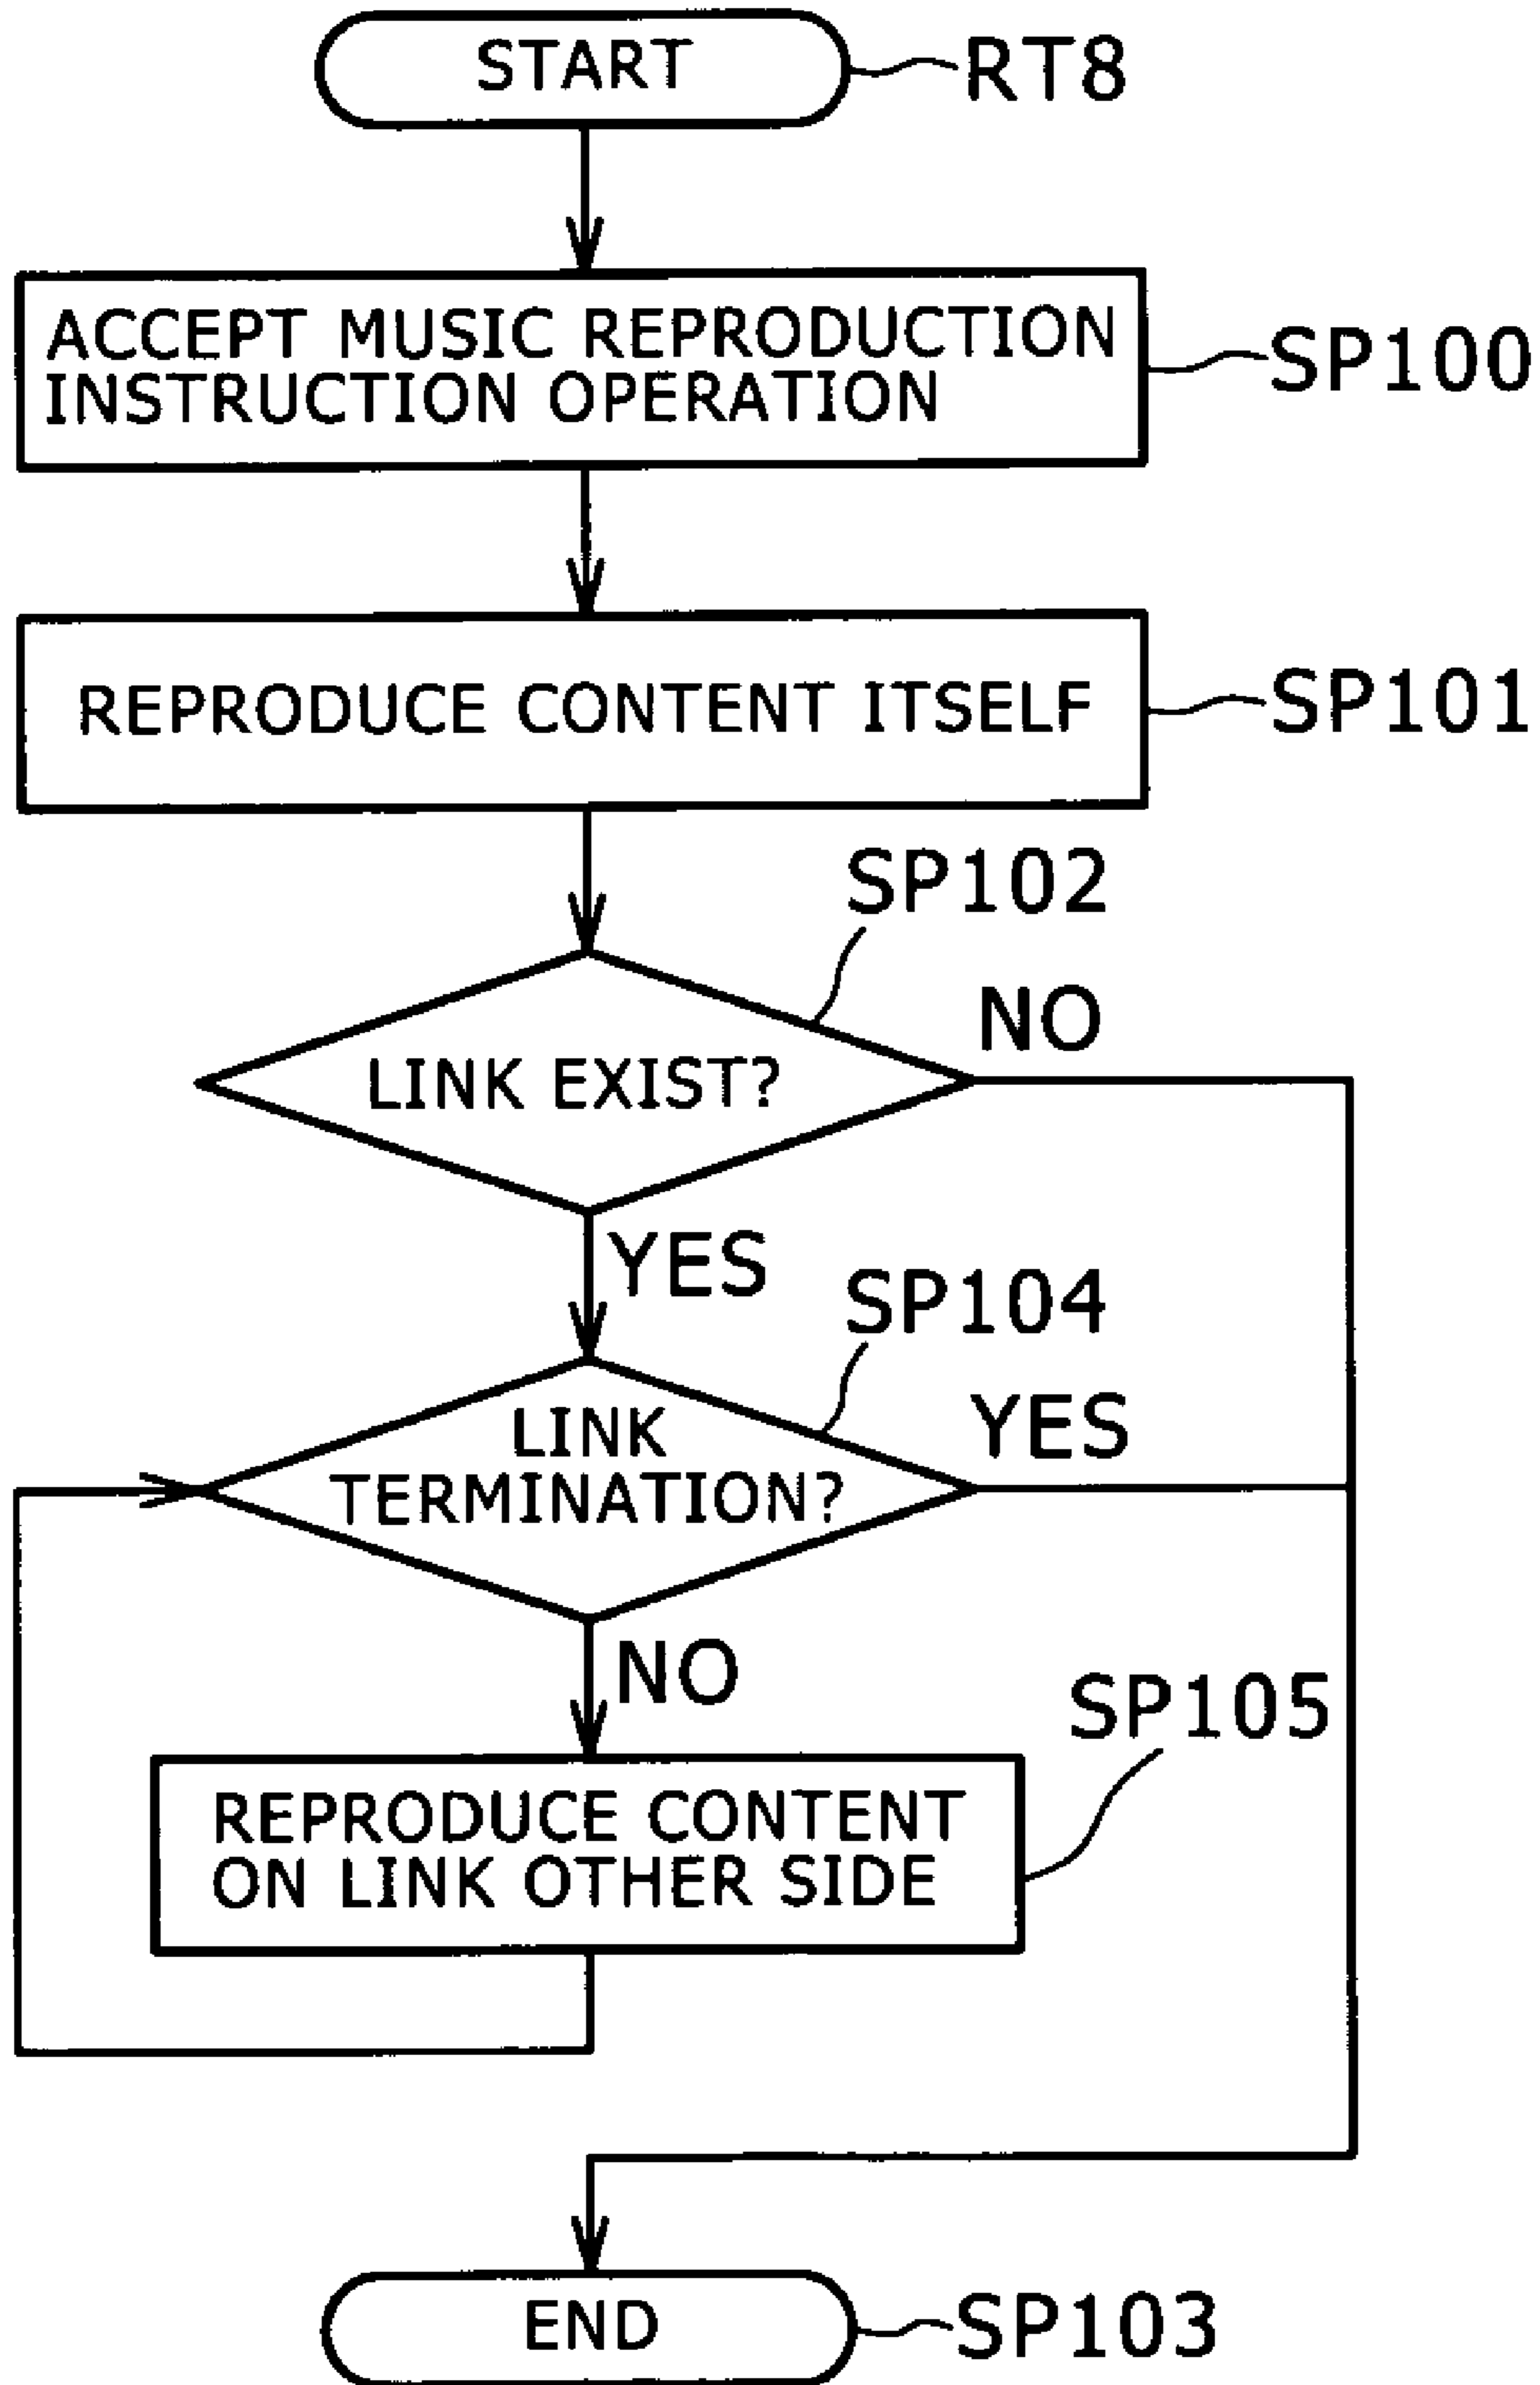 START
RT8
ACCEPT MUSIC REPRODUCTION
INSTRUCTION OPERATION
SP100
REPRODUCE CONTENT ITSELF
SP101
SP102
NO
LINK EXIST?
YES
SP104
YES
LINK
TERMINATION?
NO
SP105
REPRODUCE CONTENT
ON LINK OTHER SIDE
END
SP103